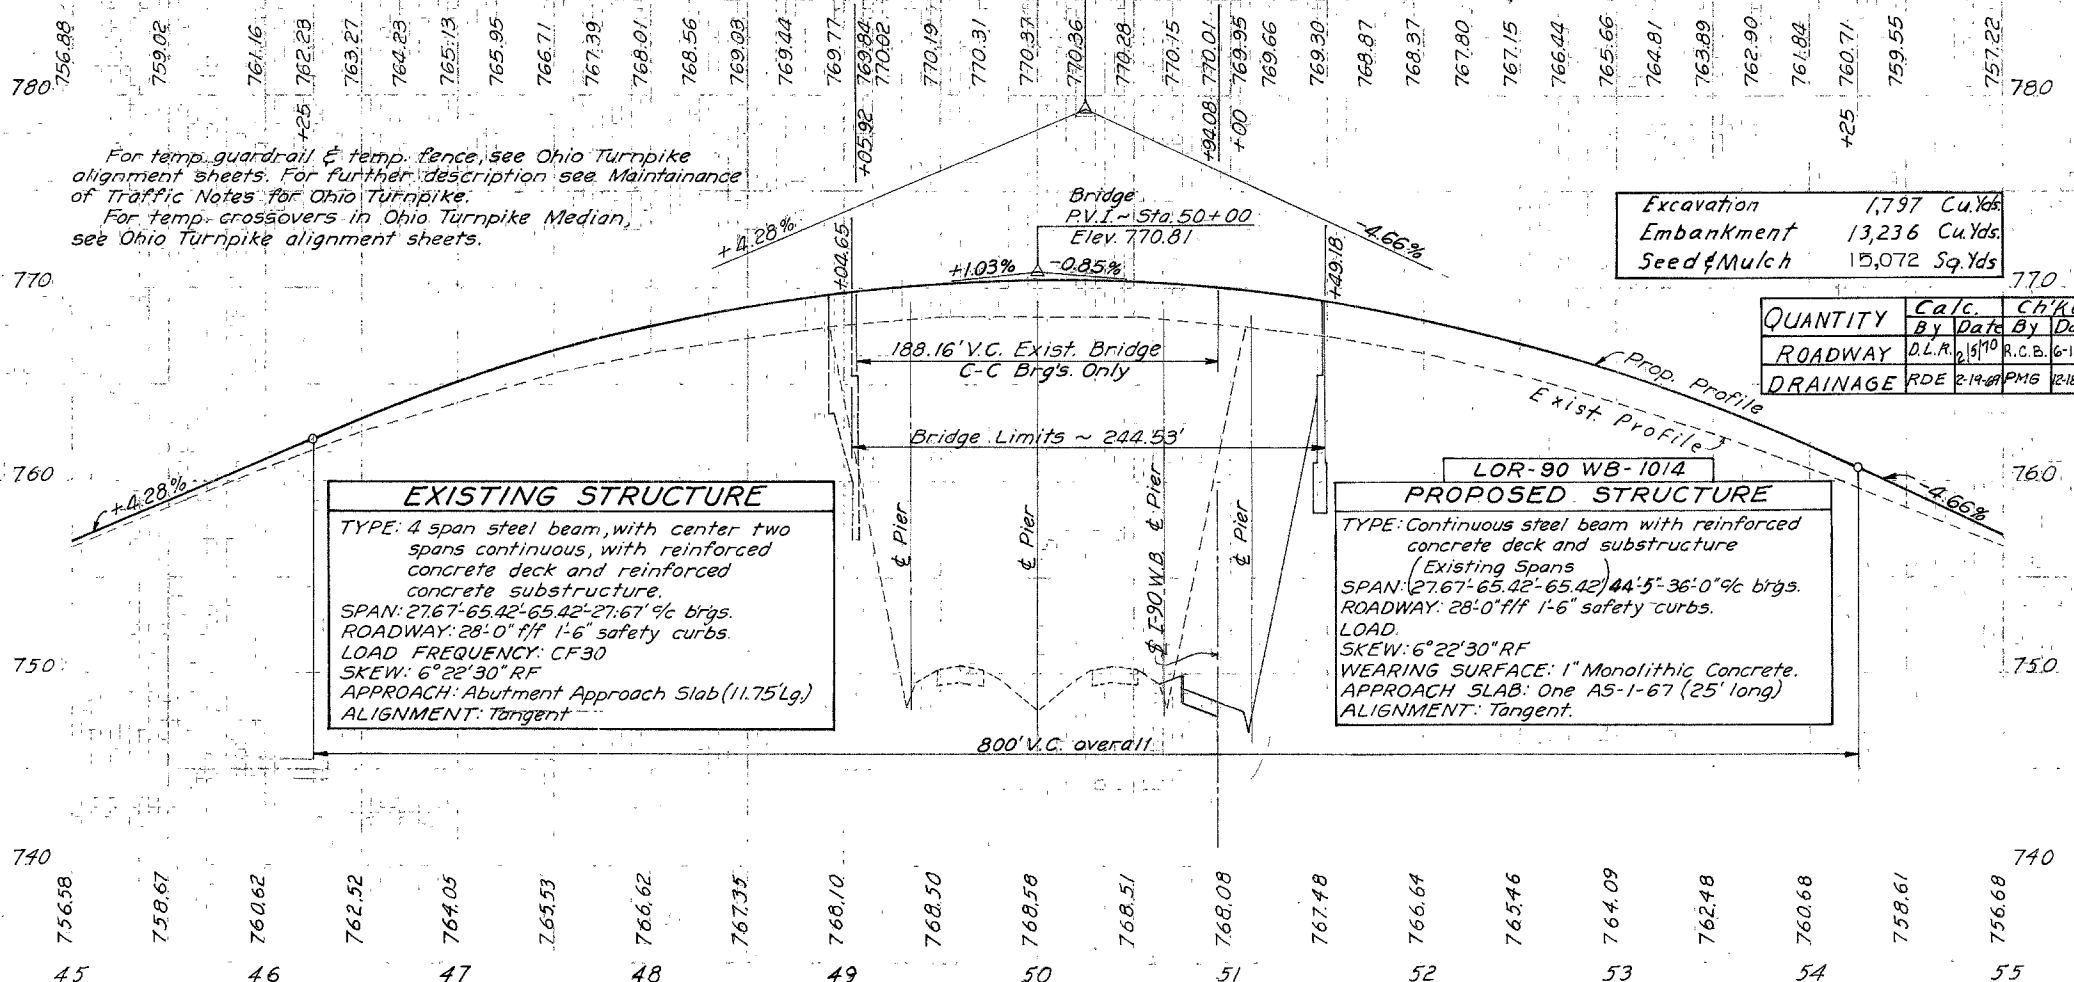 756.88 759.02 761.16 762.23 763.27 764.23 765.13 765.95 766.71 767.39 768.01 768.56 769.03 769.44 769.77 769.84 770.02 770.19 770.31 770.37 770.36 770.28 770.15 770.01 769.95 769.66 769.30 768.87 768.37 767.80 767.15 766.44 765.66 764.81 763.89 762.90 761.84 760.71 759.55 757.22
780 780
+25 +05.92 +94.08 +00 +25
For temp. guardrail & temp. fence, see Ohio Turnpike
alignment sheets. For further description see Maintainance
of Traffic Notes for Ohio Turnpike.
For temp. crossovers in Ohio Turnpike Median,
see Ohio Turnpike alignment sheets.
+4.28%
+04.65
Bridge
P.V.I.~Sta. 50+00
Elev. 770.81
+1.03% -0.85%
-4.66%
+49.18
Excavation 1,797 Cu.Yds.
Embankment 13,236 Cu.Yds.
Seed & Mulch 15,072 Sq.Yds
770 770
QUANTITY Calc. Ch'k
By Date By
ROADWAY D.L.R. 2/5/70 R.C.B. 6-1
DRAINAGE RDE 2-19-69 PMG 12-18
188.16' V.C. Exist. Bridge
C-C Brg's. Only
Prop. Profile
Exist. Profile
Bridge Limits ~ 244.53'
760 760
+4.28%
-4.66%
℄ Pier
℄ Pier
℄ I-90 W.B.
℄ Pier
℄ Pier
EXISTING STRUCTURE
TYPE: 4 span steel beam, with center two
spans continuous, with reinforced
concrete deck and reinforced
concrete substructure.
SPAN: 27.67'-65.42'-65.42'-27.67' c/c brgs.
ROADWAY: 28'-0" f/f 1'-6" safety curbs.
LOAD FREQUENCY: CF30
SKEW: 6°22'30" RF
APPROACH: Abutment Approach Slab (11.75' Lg.)
ALIGNMENT: Tangent
LOR-90 WB-1014
PROPOSED STRUCTURE
TYPE: Continuous steel beam with reinforced
concrete deck and substructure
(Existing Spans)
SPAN: (27.67'-65.42'-65.42') 44'-5"-36'-0" c/c brgs.
ROADWAY: 28'-0" f/f 1'-6" safety curbs.
LOAD.
SKEW: 6°22'30" RF
WEARING SURFACE: 1" Monolithic Concrete.
APPROACH SLAB: One AS-1-67 (25' long)
ALIGNMENT: Tangent.
750 750
800' V.C. overall
740 740
756.58 758.67 760.62 762.52 764.05 765.53 766.62 767.35 768.10 768.50 768.58 768.51 768.08 767.48 766.64 765.46 764.09 762.48 760.68 758.61 756.68
45 46 47 48 49 50 51 52 53 54 55